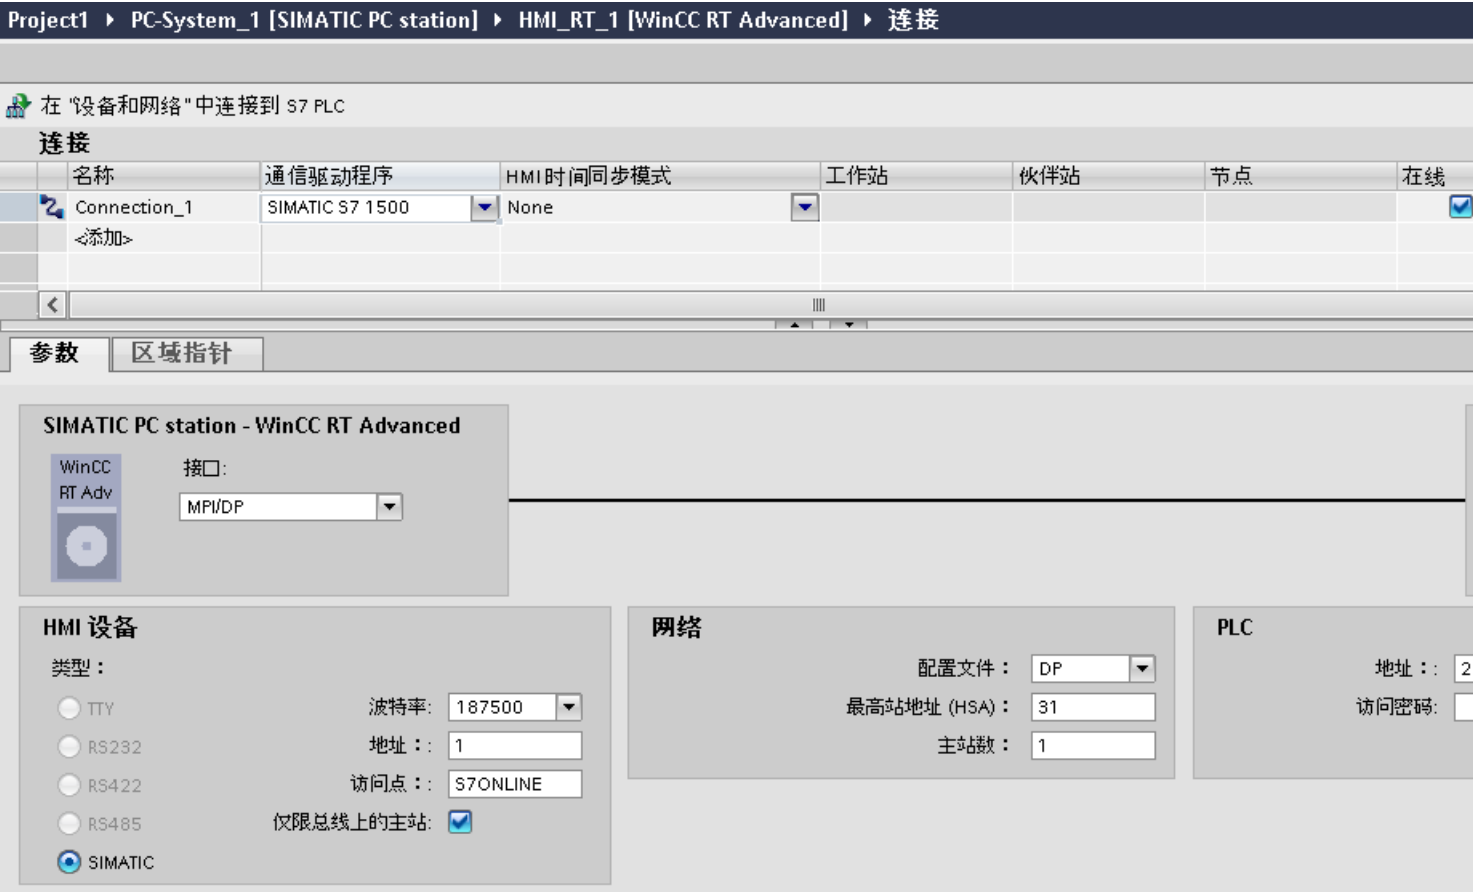 Project1 ▸ PC-System_1 [SIMATIC PC station] ▸ HMI_RT_1 [WinCC RT Advanced] ▸ 连接
在 "设备和网络" 中连接到 S7 PLC
连接
名称 通信驱动程序 HMI时间同步模式 工作站 伙伴站 节点 在线
Connection_1 SIMATIC S7 1500 None
<添加>
参数 区域指针
SIMATIC PC station - WinCC RT Advanced
WinCC
RT Adv
接口:
MPI/DP
HMI 设备
类型：
TTY
RS232
RS422
RS485
SIMATIC
波特率: 187500
地址：: 1
访问点：: S7ONLINE
仅限总线上的主站:
网络
配置文件： DP
最高站地址 (HSA)： 31
主站数： 1
PLC
地址：: 2
访问密码: